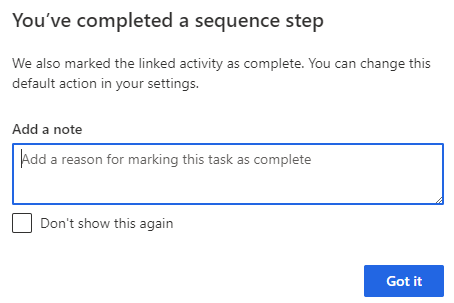 You've completed a sequence step
We also marked the linked activity as complete. You can change this
default action in your settings.
Add a note
Add a reason for marking this task as complete
Don't show this again
Got it